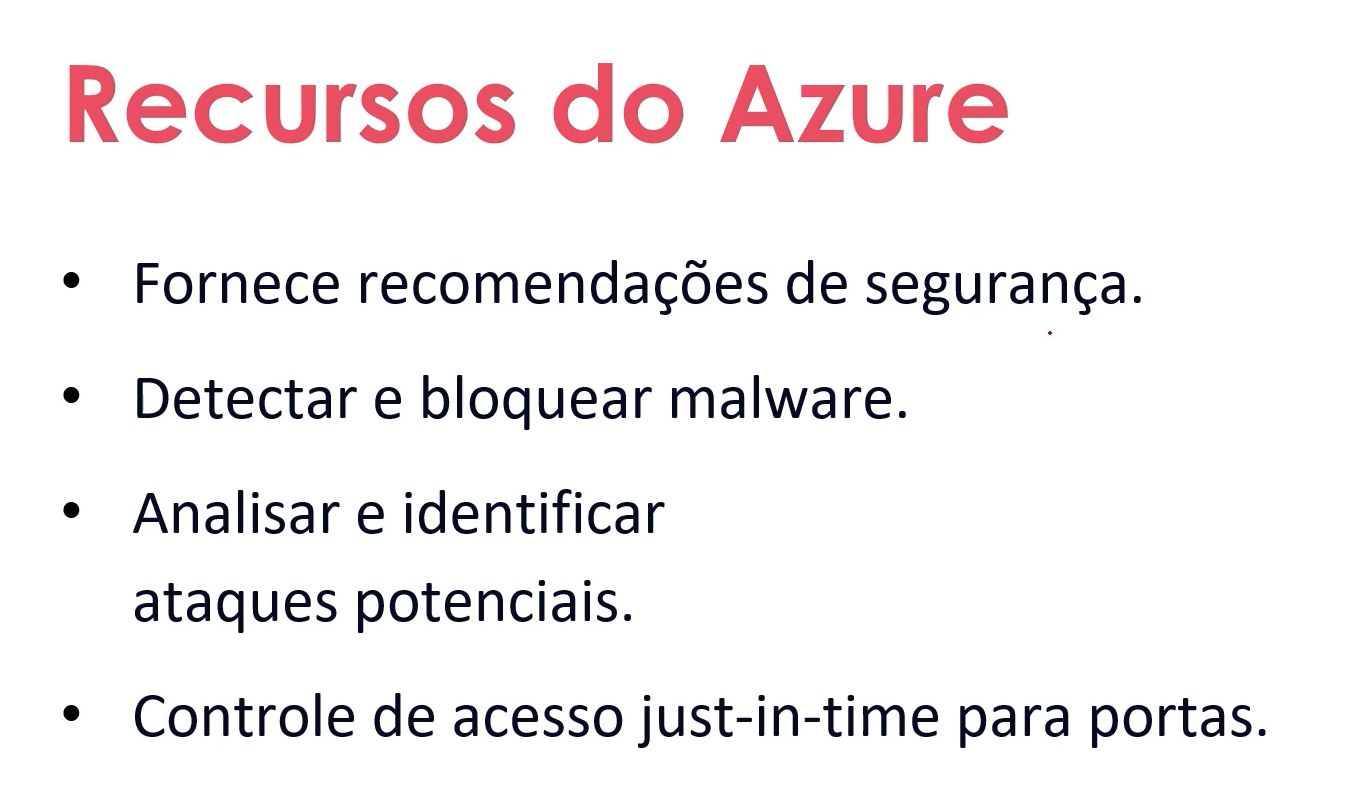 Recursos do Azure
• Fornece recomendações de segurança.
• Detectar e bloquear malware.
• Analisar e identificar
ataques potenciais.
• Controle de acesso just-in-time para portas.